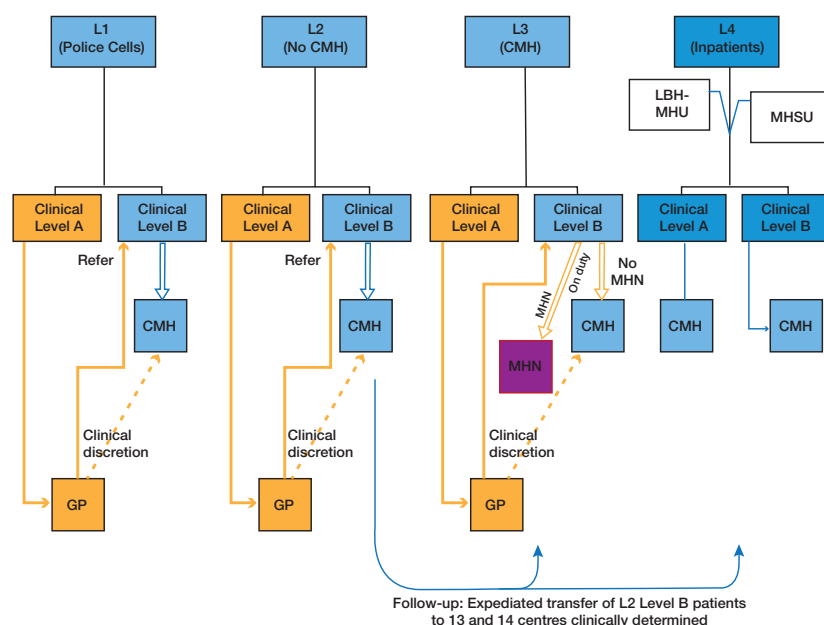 L1
(Police Cells)
L2
(No CMH)
L3
(CMH)
L4
(Inpatients)
LBH-
MHU
MHSU
Clinical
Level A
Clinical
Level B
Clinical
Level A
Clinical
Level B
Clinical
Level A
Clinical
Level B
Clinical
Level A
Clinical
Level B
Refer
Refer
MHN
On duty
No
MHN
CMH
CMH
MHN
CMH
CMH
CMH
Clinical
discretion
Clinical
discretion
Clinical
discretion
GP
GP
GP
Follow-up: Expediated transfer of L2 Level B patients
to 13 and 14 centres clinically determined